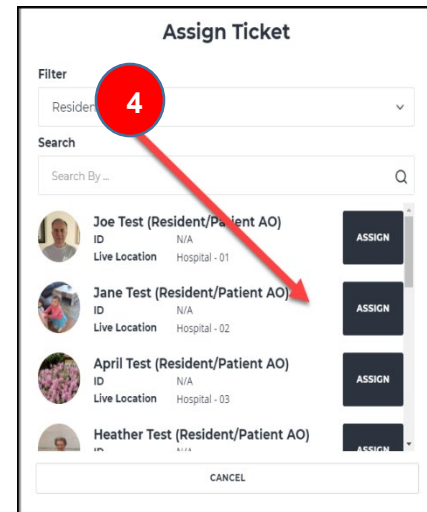 Assign Ticket
Filter
Residen
4
Search
Search By ...
Joe Test (Resident/Patient AO)
ID N/A
Live Location Hospital - 01
ASSIGN
Jane Test (Resident/Patient AO)
ID N/A
Live Location Hospital - 02
ASSIGN
April Test (Resident/Patient AO)
ID N/A
Live Location Hospital - 03
ASSIGN
Heather Test (Resident/Patient AO)
ID N/A
ASSIGN
CANCEL